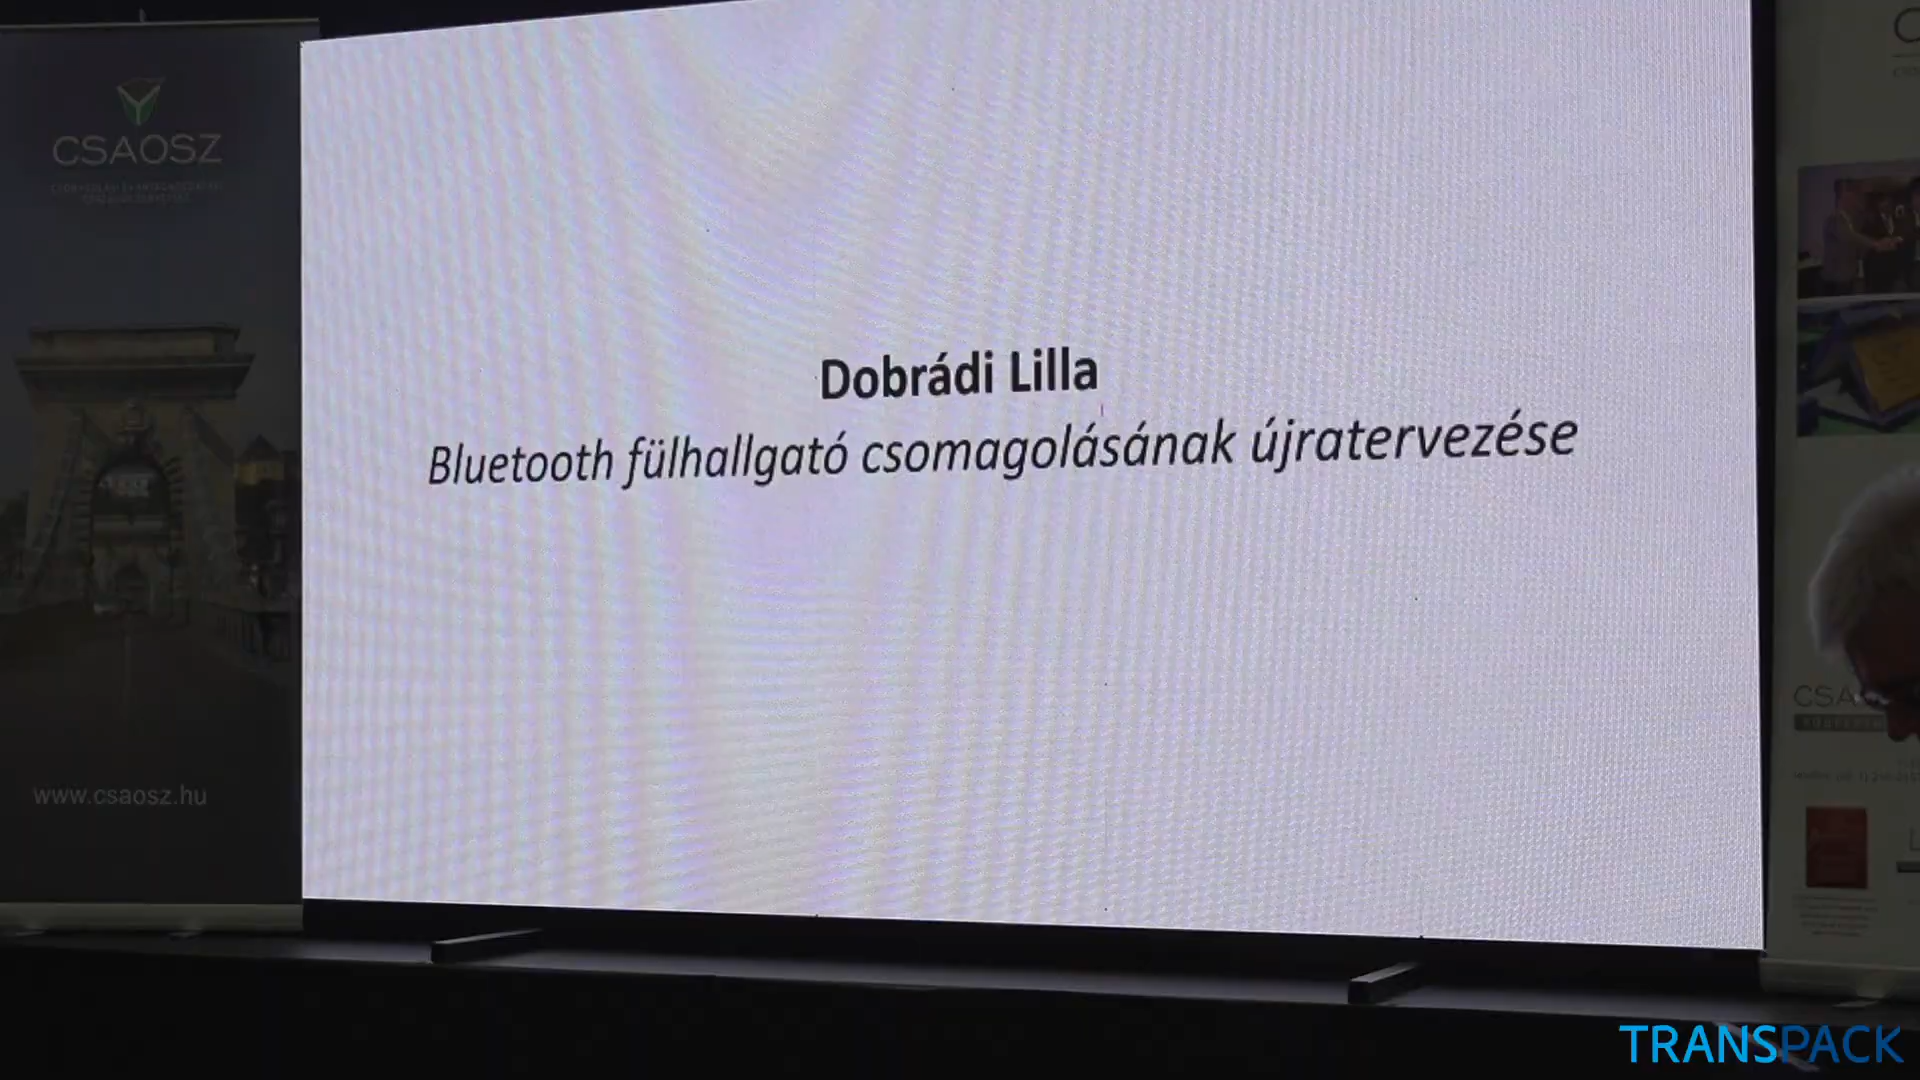 CSAOSZ
www.csaosz.hu
Dobrádi Lilla
Bluetooth fülhallgató csomagolásának újratervezése
TRANSPACK